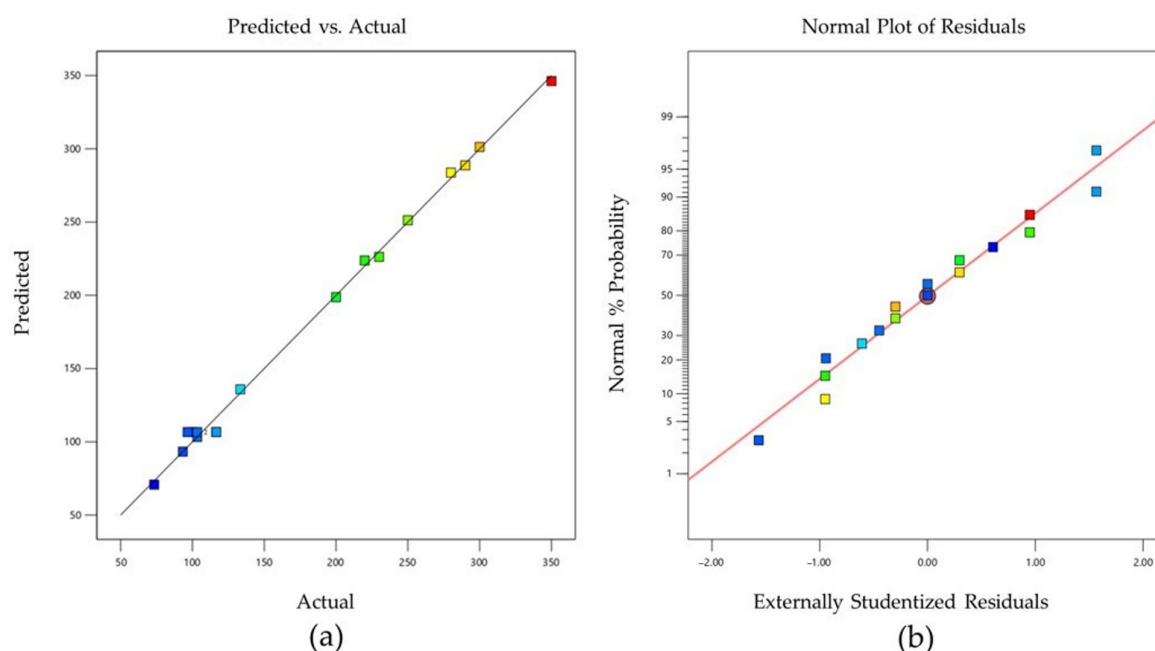 Predicted vs. Actual
Predicted
350
300
250
200
150
100
50
2
50 100 150 200 250 300 350
Actual
(a)
Normal Plot of Residuals
Normal % Probability
99
95
90
80
70
50
30
20
10
5
1
−2.00 −1.00 0.00 1.00 2.00
Externally Studentized Residuals
(b)